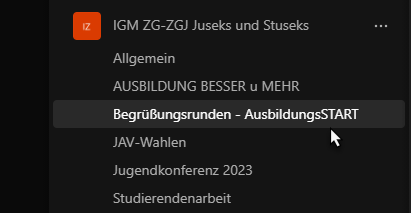 IZ
IGM ZG-ZGJ Juseks und Stuseks
Allgemein
AUSBILDUNG BESSER u MEHR
Begrüßungsrunden - AusbildungsSTART
JAV-Wahlen
Jugendkonferenz 2023
Studierendenarbeit